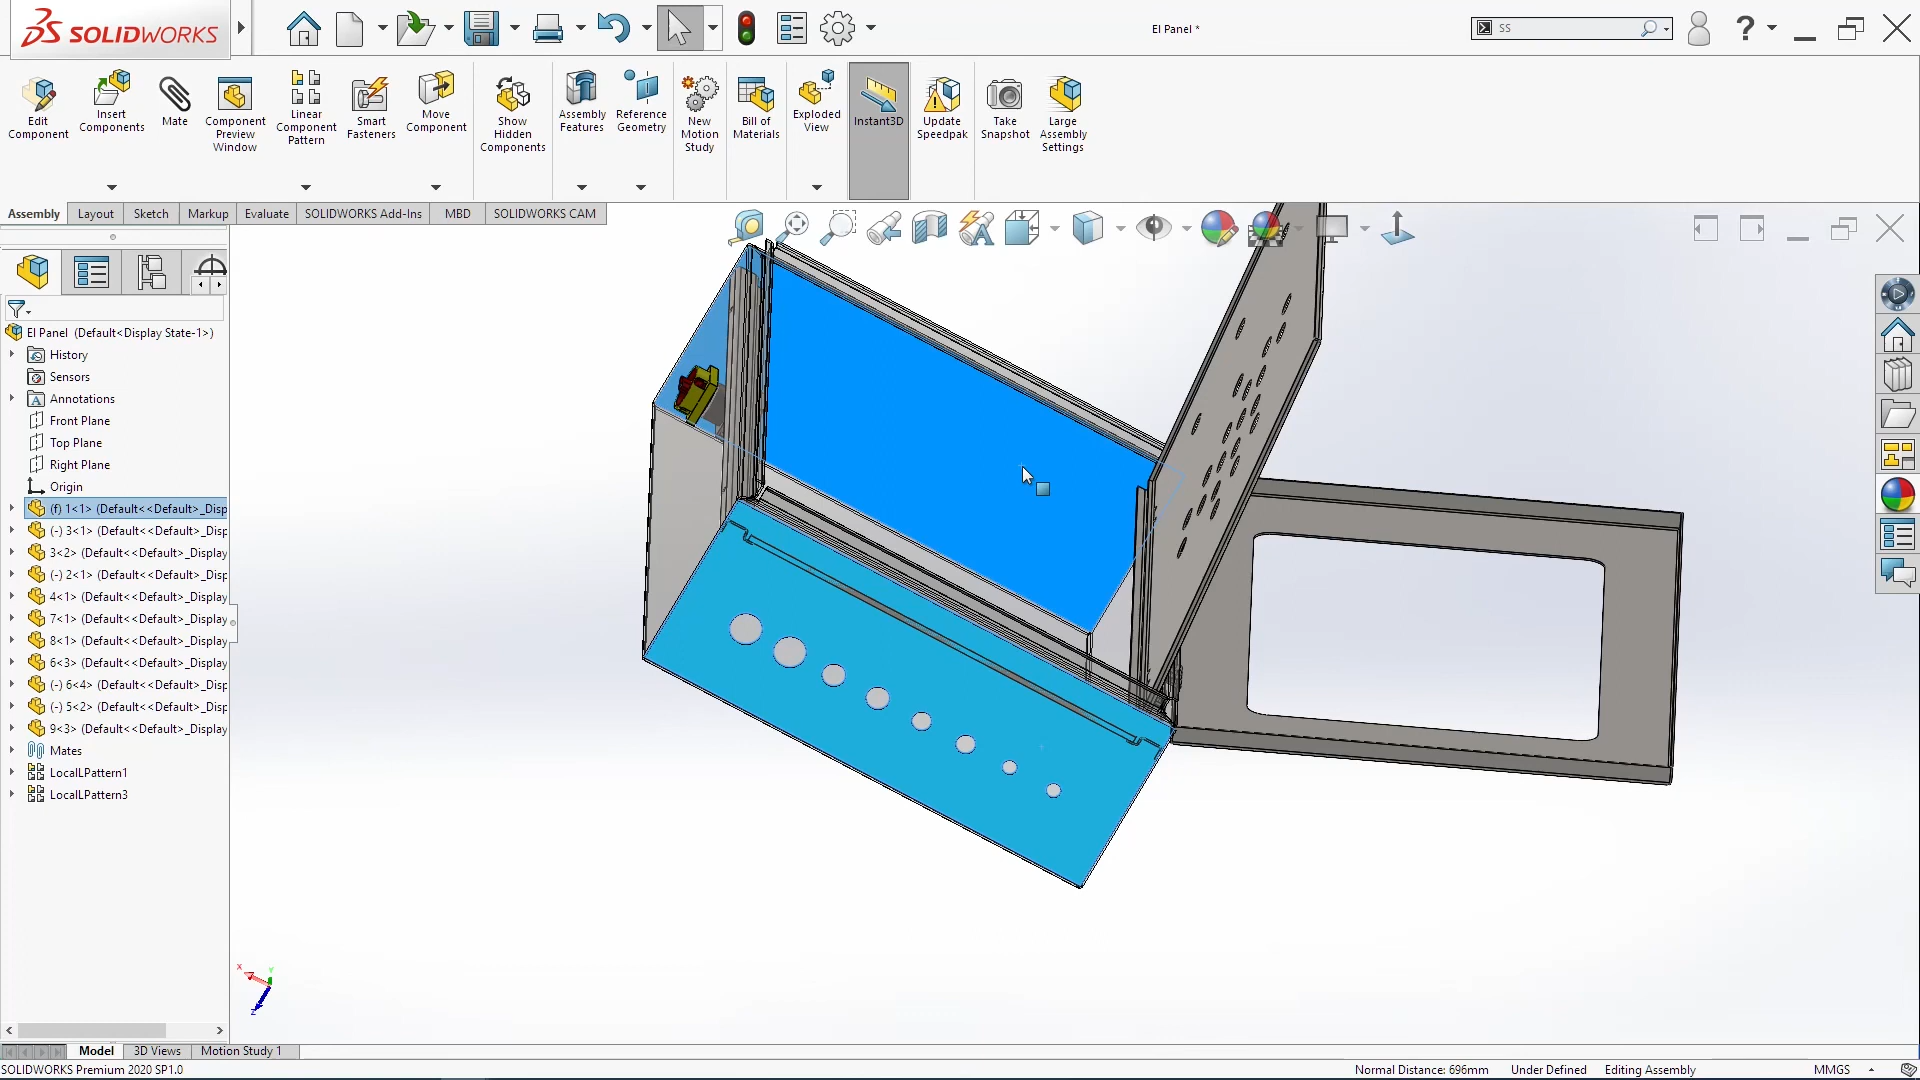 SOLIDWORKS
El Panel *
SS
?
Edit Component
Insert Components
Mate
Component Preview Window
Linear Component Pattern
Smart Fasteners
Move Component
Show Hidden Components
Assembly Features
Reference Geometry
New Motion Study
Bill of Materials
Exploded View
Instant3D
Update Speedpak
Take Snapshot
Large Assembly Settings
Assembly
Layout
Sketch
Markup
Evaluate
SOLIDWORKS Add-Ins
MBD
SOLIDWORKS CAM
El Panel (Default<Display State-1>)
History
Sensors
Annotations
Front Plane
Top Plane
Right Plane
Origin
(f) 1<1> (Default<<Default>_Disp
(-) 3<1> (Default<<Default>_Disp
3<2> (Default<<Default>_Display
(-) 2<1> (Default<<Default>_Disp
4<1> (Default<<Default>_Display
7<1> (Default<<Default>_Display
8<1> (Default<<Default>_Display
6<3> (Default<<Default>_Display
(-) 6<4> (Default<<Default>_Disp
(-) 5<2> (Default<<Default>_Disp
9<3> (Default<<Default>_Display
Mates
LocalLPattern1
LocalLPattern3
X
Y
Z
Model
3D Views
Motion Study 1
SOLIDWORKS Premium 2020 SP1.0
Normal Distance: 696mm
Under Defined
Editing Assembly
MMGS